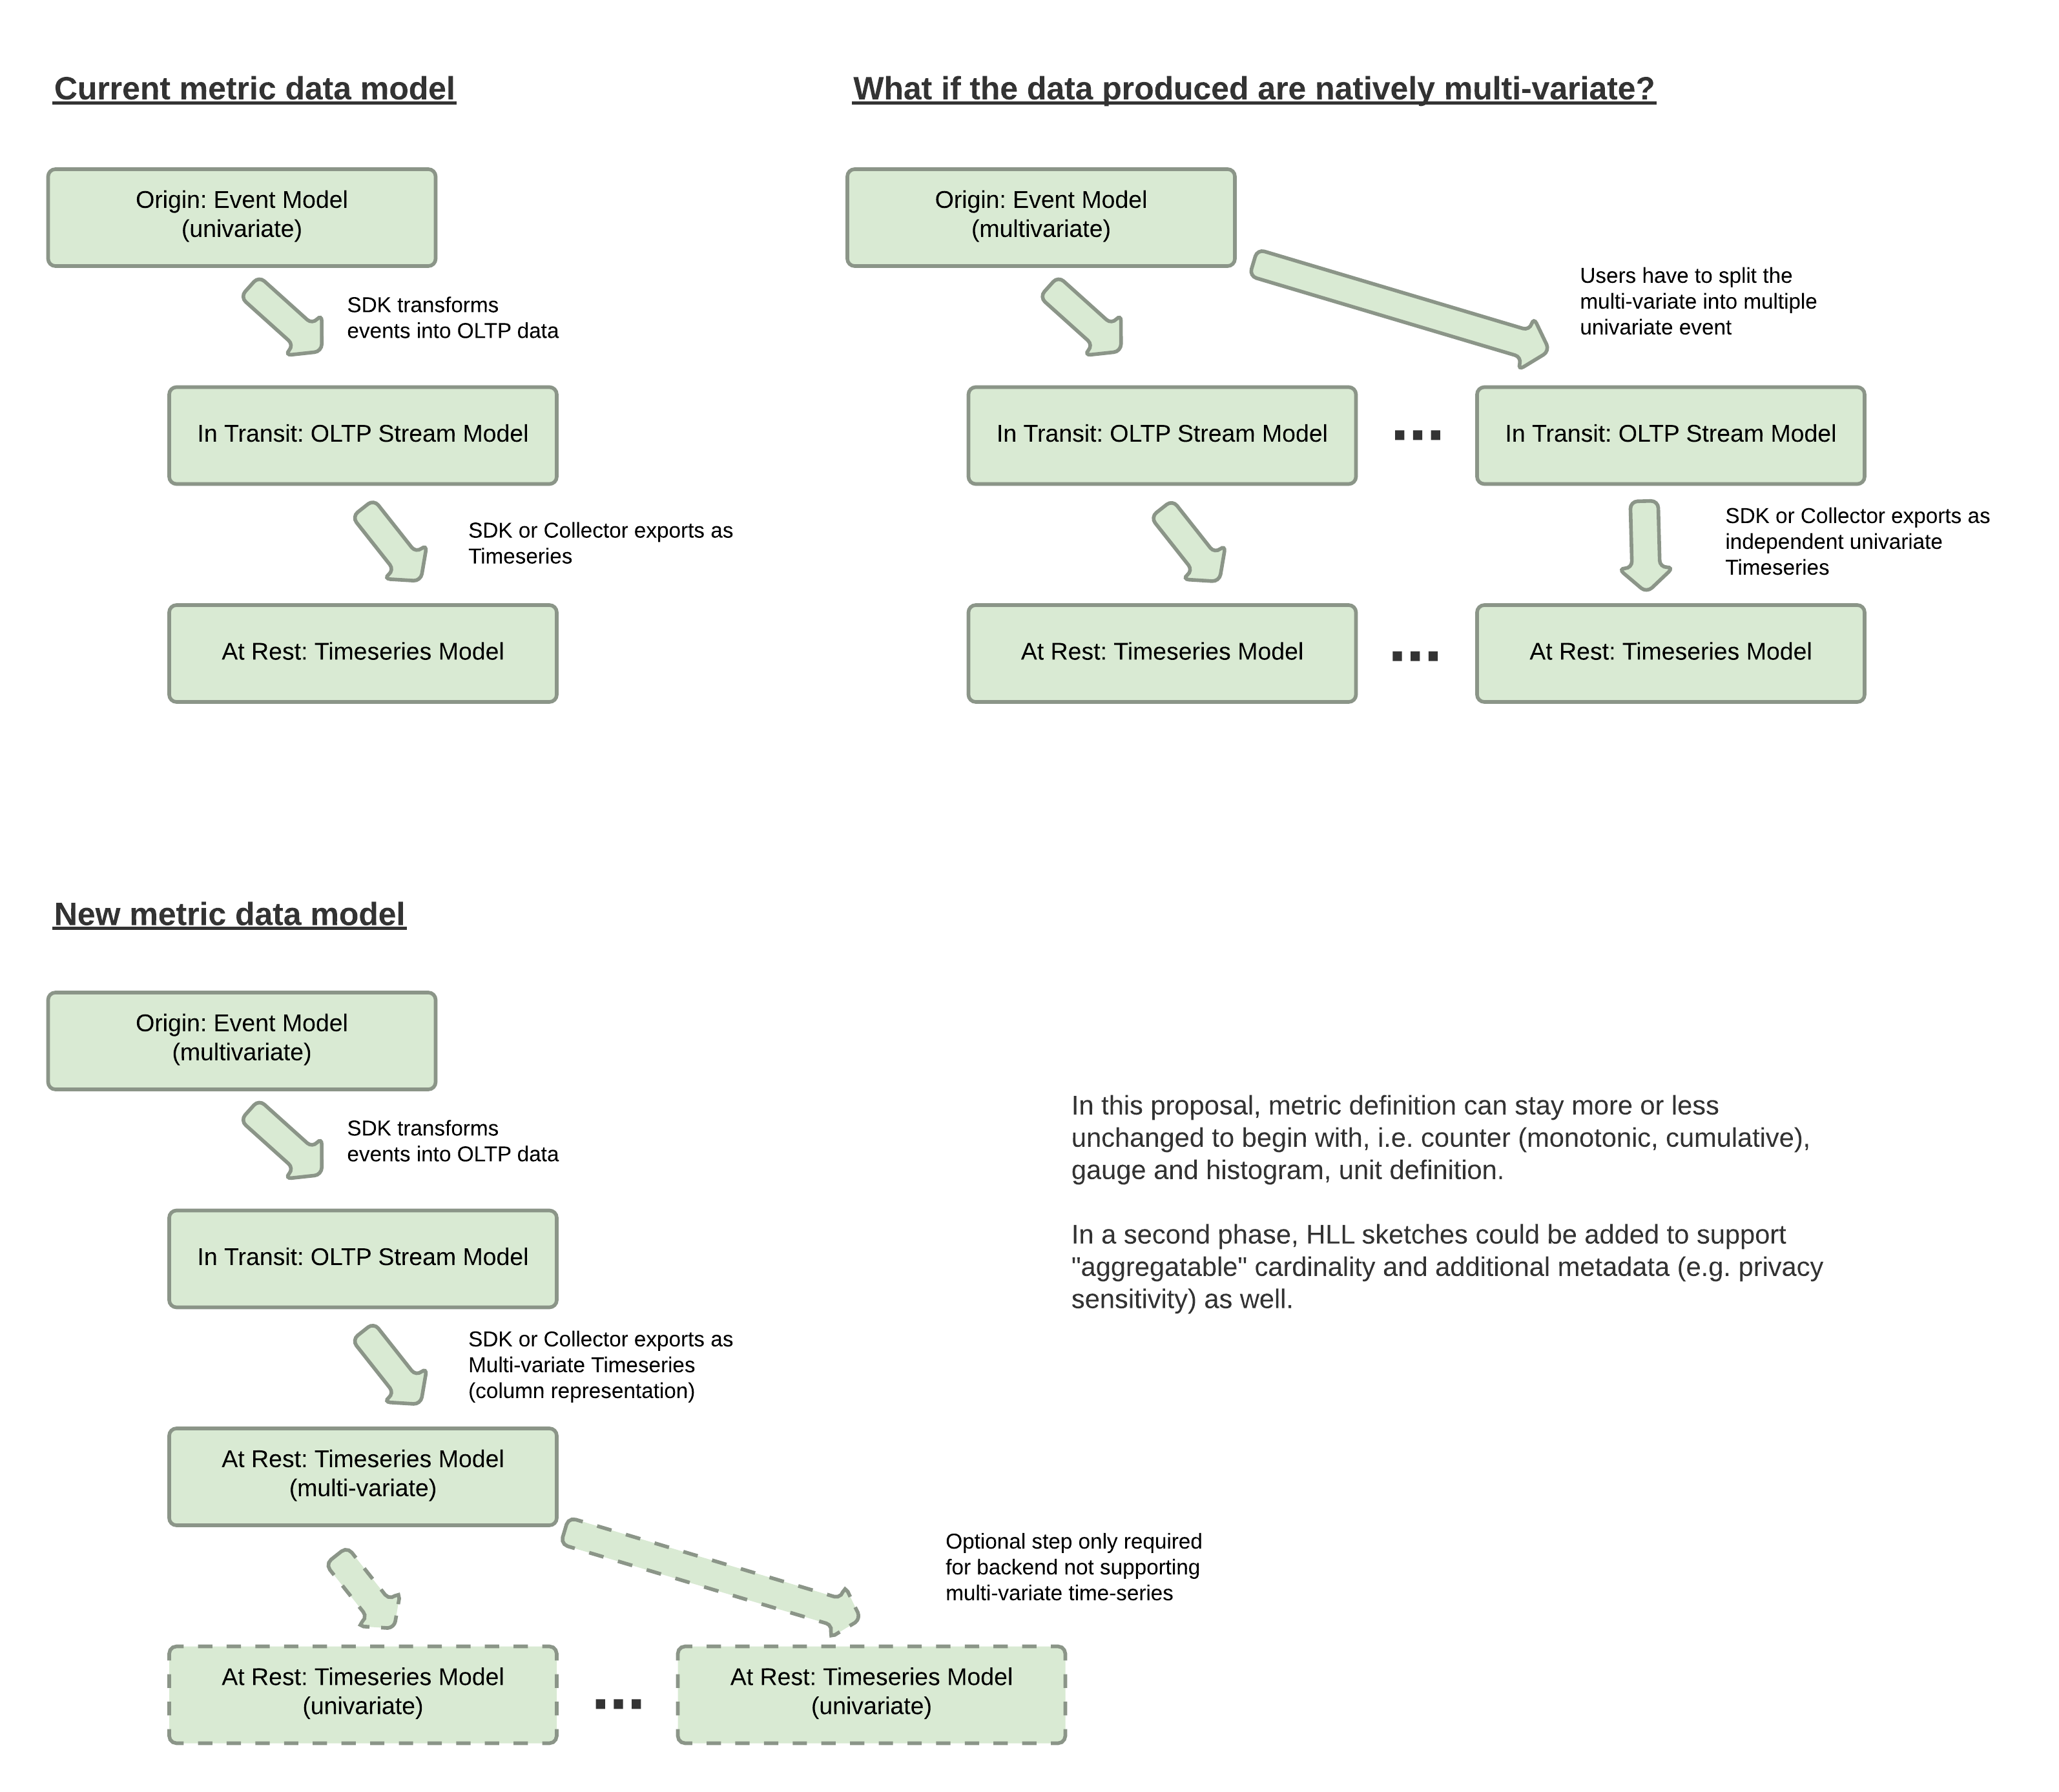 Current metric data model
Origin: Event Model
(univariate)
SDK transforms
events into OLTP data
In Transit: OLTP Stream Model
SDK or Collector exports as
Timeseries
At Rest: Timeseries Model
What if the data produced are natively multi-variate?
Origin: Event Model
(multivariate)
Users have to split the
multi-variate into multiple
univariate event
In Transit: OLTP Stream Model
...
In Transit: OLTP Stream Model
SDK or Collector exports as
independent univariate
Timeseries
At Rest: Timeseries Model
...
At Rest: Timeseries Model
New metric data model
Origin: Event Model
(multivariate)
SDK transforms
events into OLTP data
In Transit: OLTP Stream Model
SDK or Collector exports as
Multi-variate Timeseries
(column representation)
At Rest: Timeseries Model
(multi-variate)
Optional step only required
for backend not supporting
multi-variate time-series
At Rest: Timeseries Model
(univariate)
...
At Rest: Timeseries Model
(univariate)
In this proposal, metric definition can stay more or less
unchanged to begin with, i.e. counter (monotonic, cumulative),
gauge and histogram, unit definition.
In a second phase, HLL sketches could be added to support
"aggregatable" cardinality and additional metadata (e.g. privacy
sensitivity) as well.